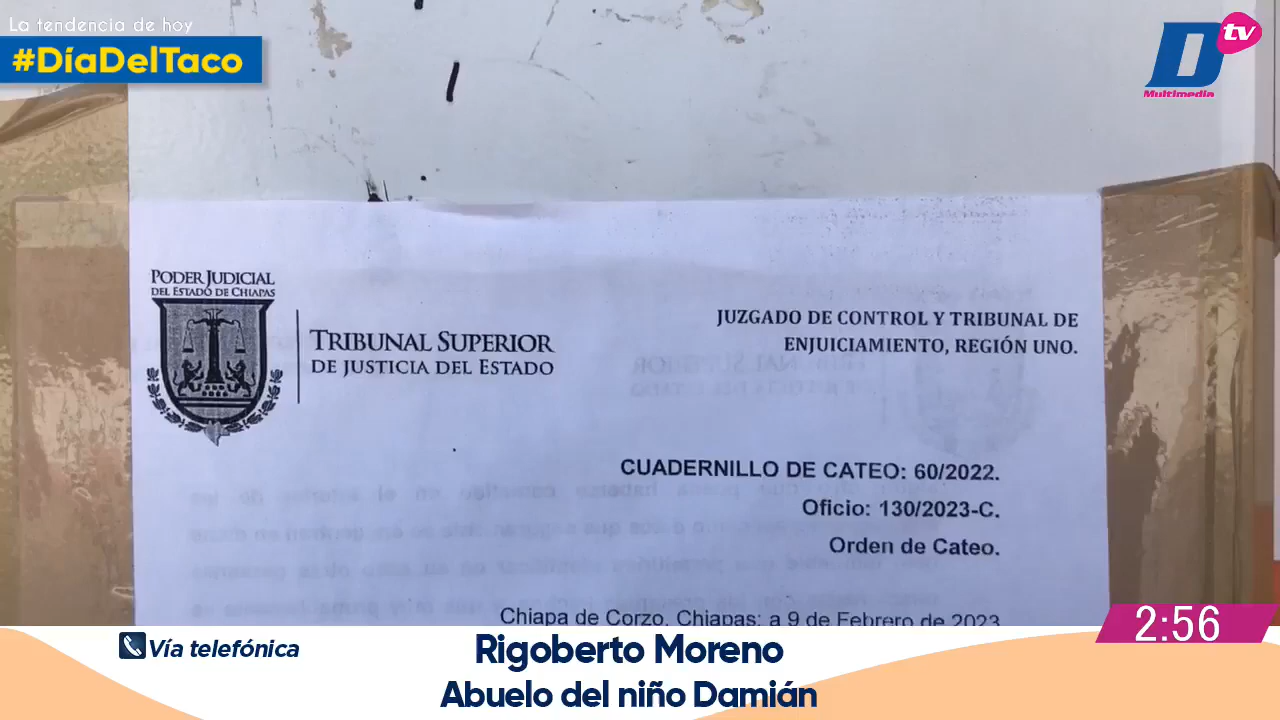 La tendencia de hoy
#DíaDelTaco
D tv
Multimedia
PODER JUDICIAL
DEL ESTADO DE CHIAPAS
TRIBUNAL SUPERIOR
DE JUSTICIA DEL ESTADO
JUZGADO DE CONTROL Y TRIBUNAL DE
ENJUICIAMIENTO, REGIÓN UNO.
CUADERNILLO DE CATEO: 60/2022.
Oficio: 130/2023-C.
Orden de Cateo.
Chiapa de Corzo, Chiapas; a 9 de Febrero de 2023
2:56
Vía telefónica
Rigoberto Moreno
Abuelo del niño Damián